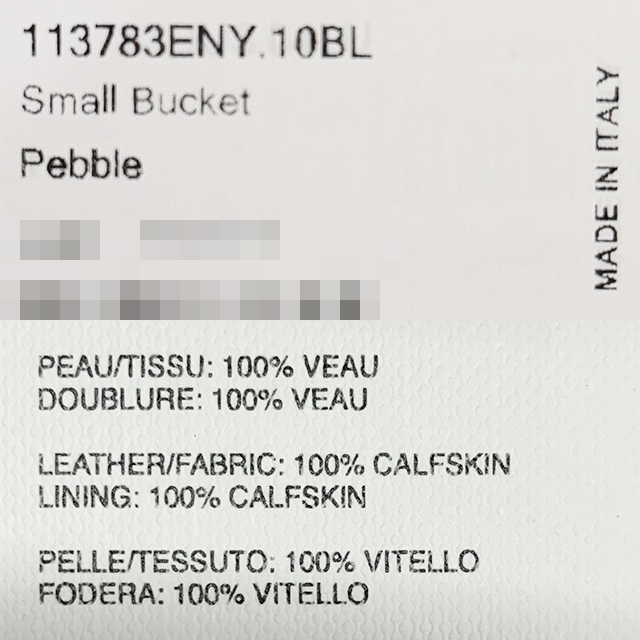 113783ENY.10BL
Small Bucket
Pebble
MADE IN ITALY
PEAU/TISSU: 100% VEAU
DOUBLURE: 100% VEAU
LEATHER/FABRIC: 100% CALFSKIN
LINING: 100% CALFSKIN
PELLE/TESSUTO: 100% VITELLO
FODERA: 100% VITELLO